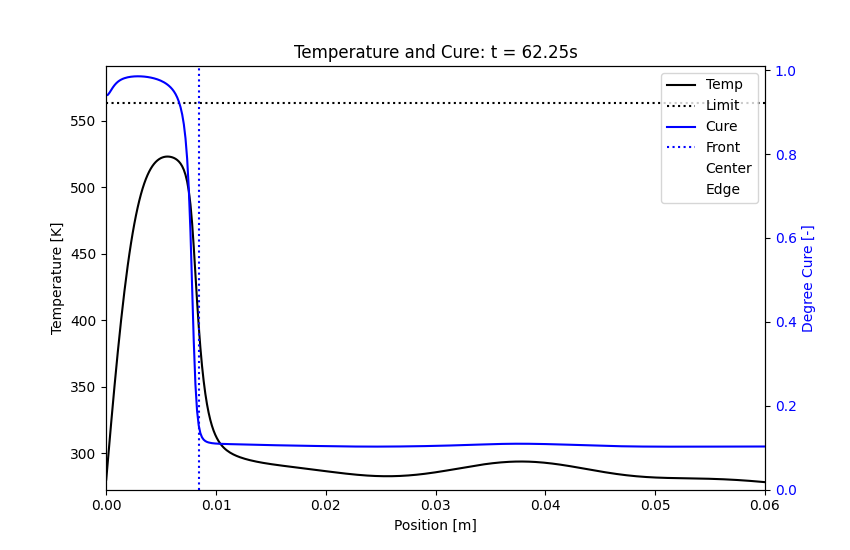 Temperature and Cure: t = 62.25s
Temp
Limit
Cure
Front
Center
Edge
Temperature [K]
550
500
450
400
350
300
Degree Cure [-]
1.0
0.8
0.6
0.4
0.2
0.0
0.00 0.01 0.02 0.03 0.04 0.05 0.06
Position [m]